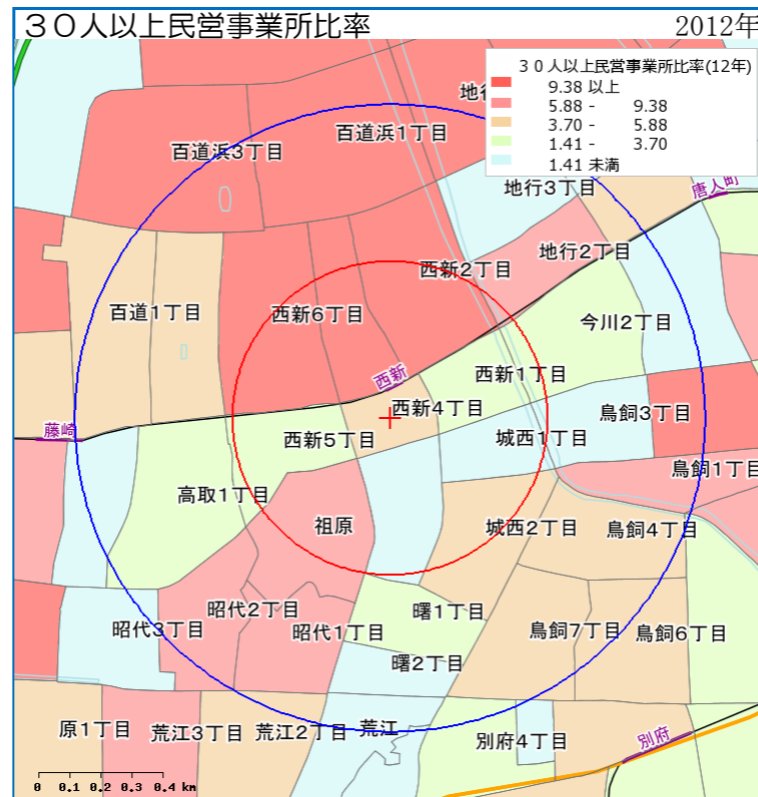 30人以上民営事業所比率
2012年
30人以上民営事業所比率(12年)
9.38 以上
5.88 - 9.38
3.70 - 5.88
1.41 - 3.70
1.41 未満
地行
百道浜1丁目
百道浜3丁目
地行3丁目
唐人町
地行2丁目
西新2丁目
百道1丁目
西新6丁目
今川2丁目
西新
西新1丁目
西新4丁目
鳥飼3丁目
藤崎
西新5丁目
城西1丁目
鳥飼1丁目
高取1丁目
祖原
城西2丁目
鳥飼4丁目
昭代2丁目
曙1丁目
昭代3丁目
昭代1丁目
鳥飼7丁目
鳥飼6丁目
曙2丁目
原1丁目
荒江3丁目
荒江2丁目
荒江
別府4丁目
別府
0 0.1 0.2 0.3 0.4 km